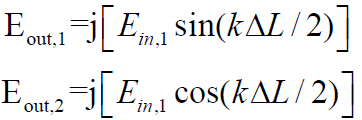 E_out,1=j[E_in,1 sin(kΔL/2)]
E_out,2=j[E_in,1 cos(kΔL/2)]